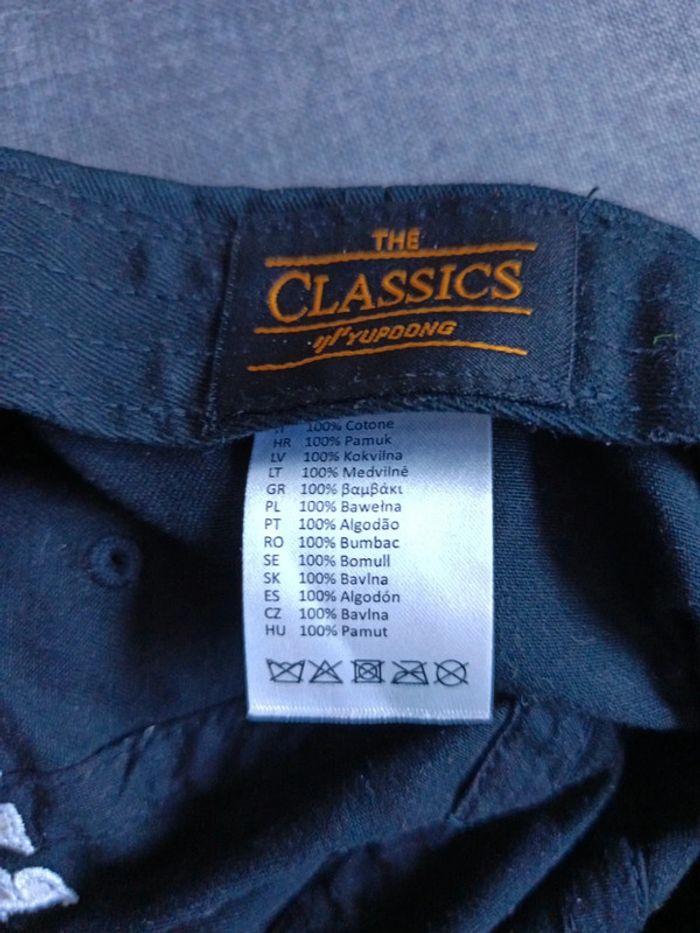 THE
CLASSICS
YUPOONG
100% Cotone
HR 100% Pamuk
LV 100% Kokvilna
LT 100% Medvilnė
GR 100% βαμβάκι
PL 100% Bawełna
PT 100% Algodão
RO 100% Bumbac
SE 100% Bomull
SK 100% Bavlna
ES 100% Algodón
CZ 100% Bavlna
HU 100% Pamut